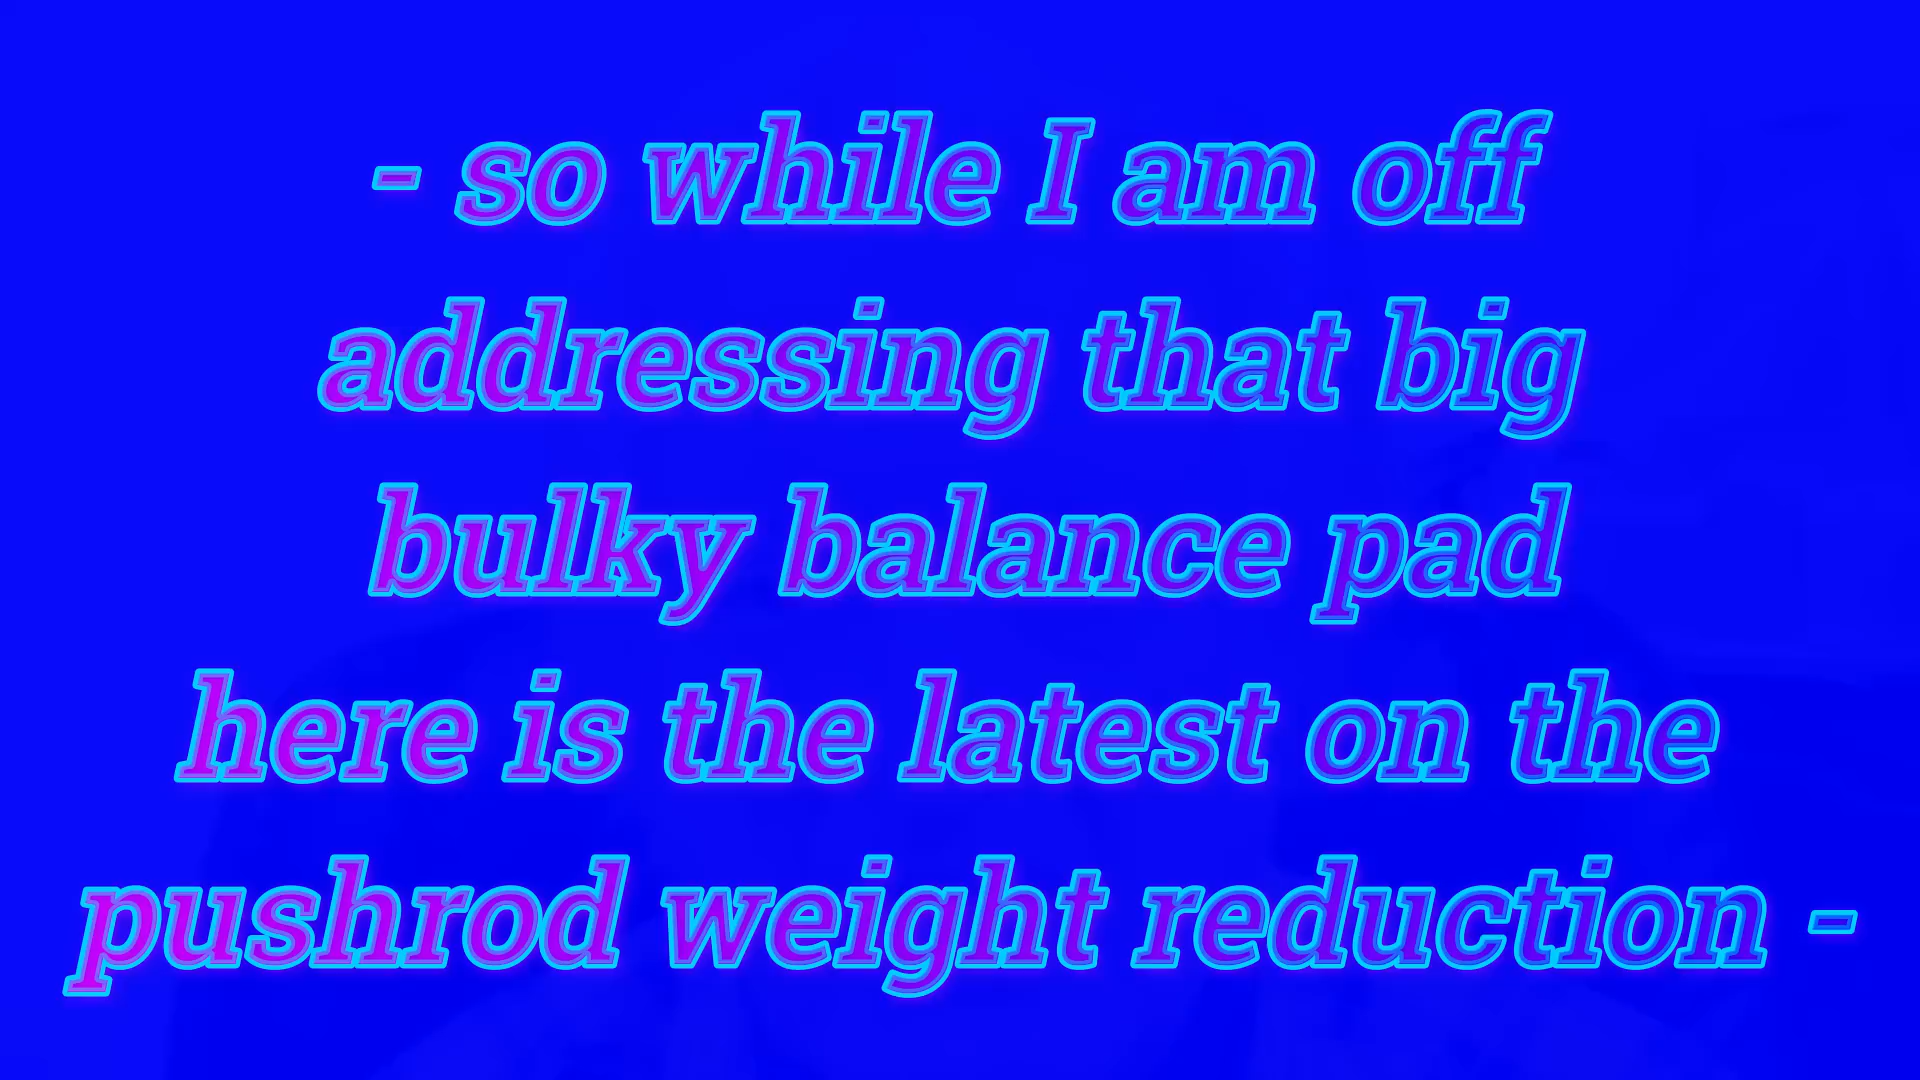 - so while I am off
addressing that big
bulky balance pad
here is the latest on the
pushrod weight reduction -